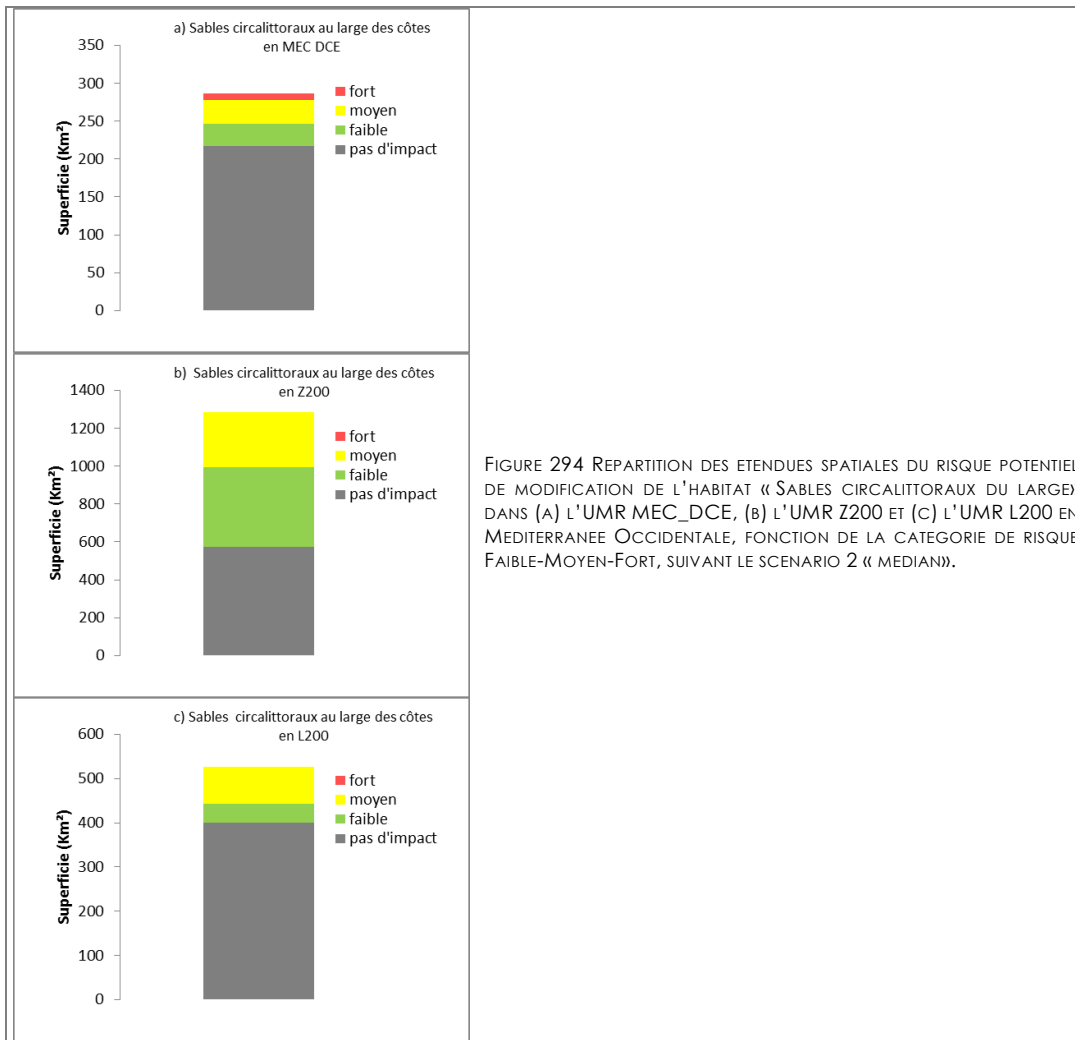 a) Sables circalittoraux au large des côtes
en MEC DCE
350
300
250
200
150
100
50
0
Superficie (Km²)
fort
moyen
faible
pas d'impact
b) Sables circalittoraux au large des côtes
en Z200
1400
1200
1000
800
600
400
200
0
Superficie (Km²)
fort
moyen
faible
pas d'impact
c) Sables circalittoraux au large des côtes
en L200
600
500
400
300
200
100
0
Superficie (Km²)
fort
moyen
faible
pas d'impact
FIGURE 294 REPARTITION DES ETENDUES SPATIALES DU RISQUE POTENTIEL
DE MODIFICATION DE L'HABITAT « SABLES CIRCALITTORAUX DU LARGE»
DANS (A) L'UMR MEC_DCE, (B) L'UMR Z200 ET (C) L'UMR L200 EN
MEDITERRANEE OCCIDENTALE, FONCTION DE LA CATEGORIE DE RISQUE
FAIBLE-MOYEN-FORT, SUIVANT LE SCENARIO 2 « MEDIAN».